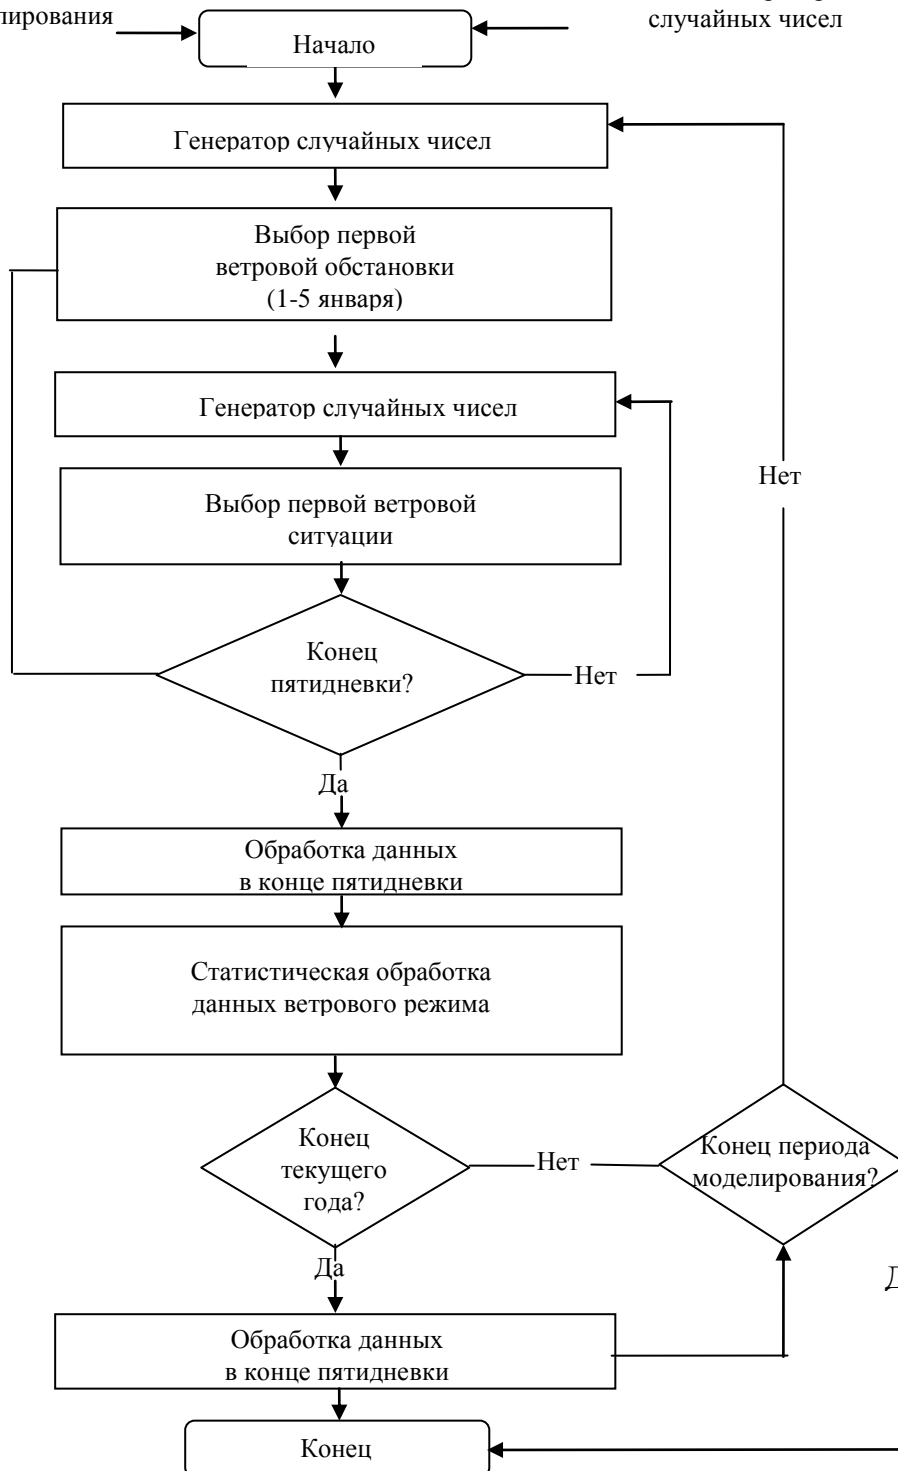 лирования
случайных чисел
Начало
Генератор случайных чисел
Выбор первой
ветровой обстановки
(1-5 января)
Генератор случайных чисел
Нет
Выбор первой ветровой
ситуации
Конец
пятидневки?
Нет
Да
Обработка данных
в конце пятидневки
Статистическая обработка
данных ветрового режима
Конец
текущего
года?
Нет
Конец периода
моделирования?
Да
Д
Обработка данных
в конце пятидневки
Конец